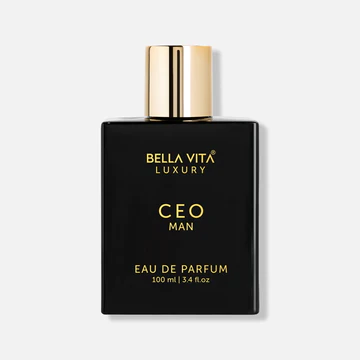 BELLA VITA®
LUXURY
CEO
MAN
EAU DE PARFUM
100 ml | 3.4 fl.oz